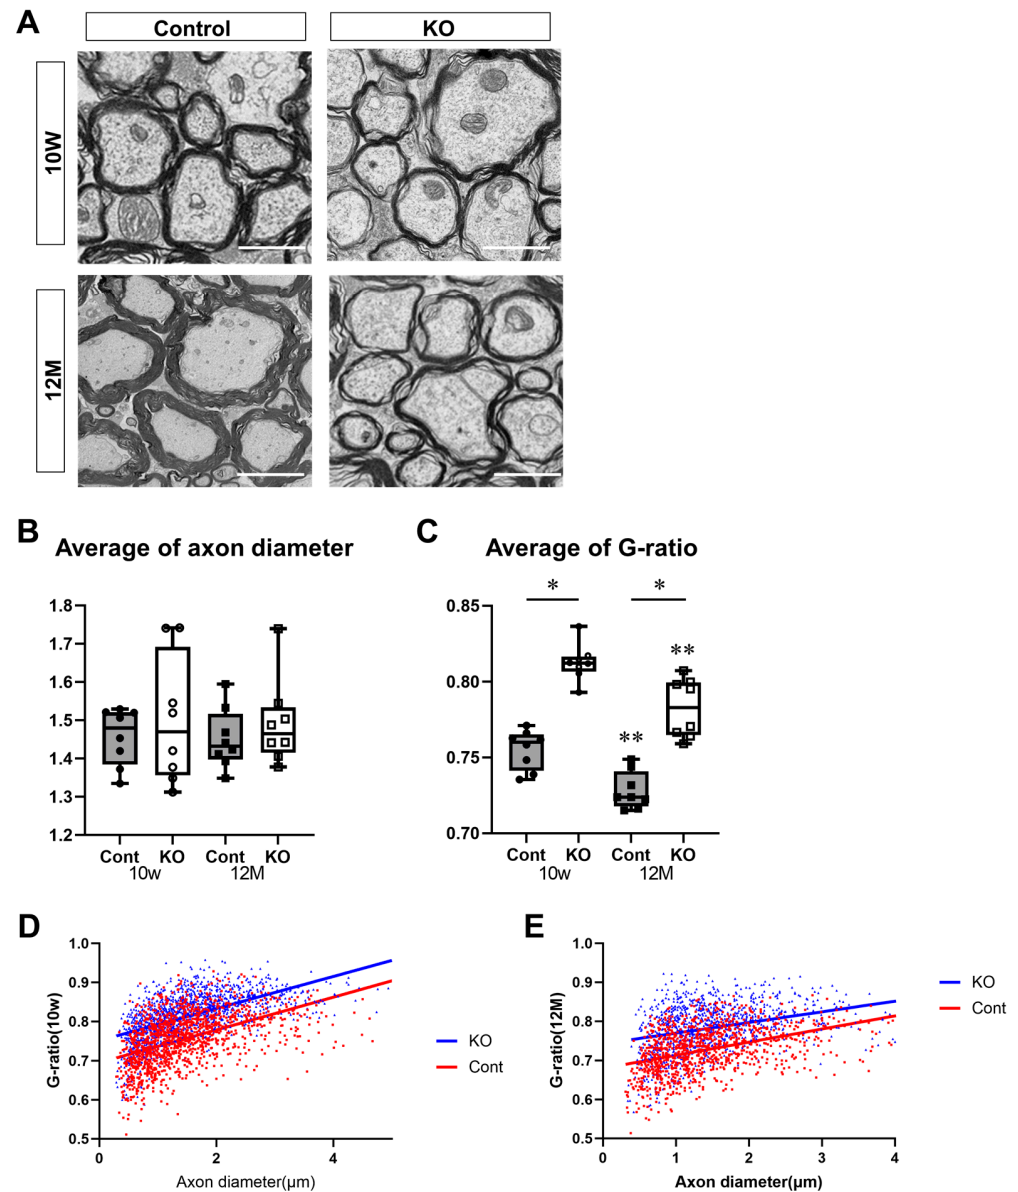 A
Control
KO
10W
12M
B
Average of axon diameter
1.8
1.7
1.6
1.5
1.4
1.3
1.2
Cont
KO
Cont
KO
10w
12M
C
Average of G-ratio
*
*
0.85
**
0.80
**
0.75
0.70
Cont
KO
Cont
KO
10w
12M
D
G-ratio(10w)
1.0
0.9
0.8
0.7
0.6
0.5
0
2
4
Axon diameter(μm)
KO
Cont
E
G-ratio(12M)
1.0
0.9
0.8
0.7
0.6
0.5
0
1
2
3
4
Axon diameter(μm)
KO
Cont